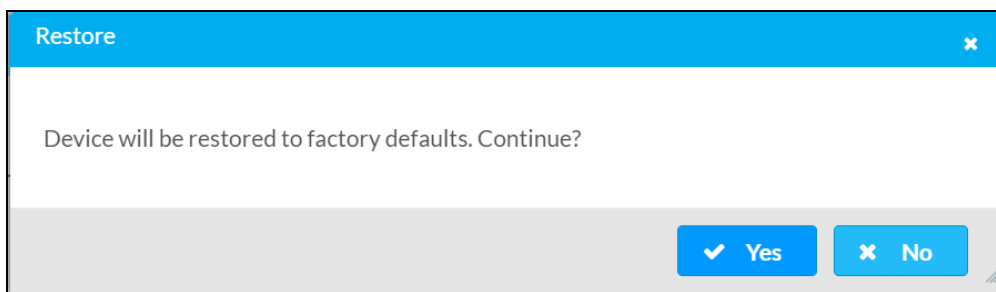 Restore
Device will be restored to factory defaults. Continue?
Yes No